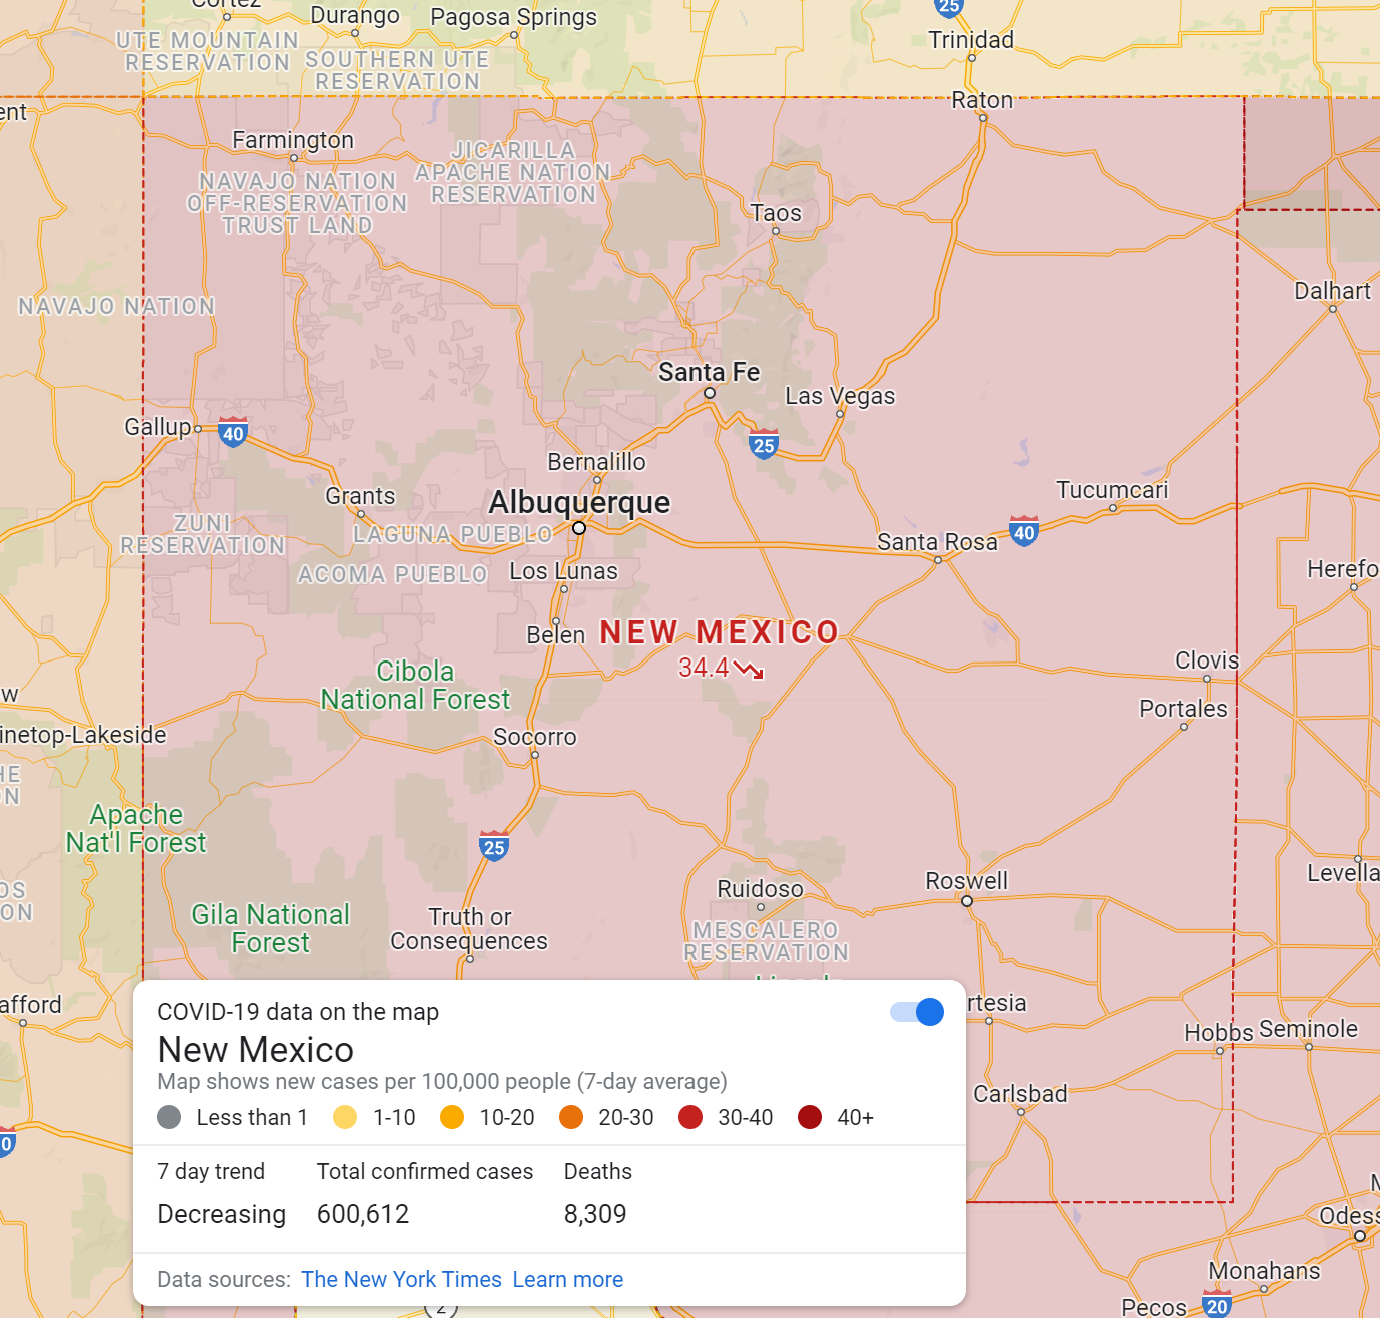 Cortez
Durango
Pagosa Springs
25
Trinidad
UTE MOUNTAIN
RESERVATION
SOUTHERN UTE
RESERVATION
Raton
Farmington
JICARILLA
APACHE NATION
RESERVATION
NAVAJO NATION
OFF-RESERVATION
TRUST LAND
Taos
NAVAJO NATION
Dalhart
Santa Fe
Las Vegas
Gallup
40
25
Bernalillo
Grants
Albuquerque
Tucumcari
ZUNI
RESERVATION
LAGUNA PUEBLO
Santa Rosa
40
ACOMA PUEBLO
Los Lunas
Herefo
Belen
NEW MEXICO
34.4
Cibola
National Forest
Clovis
Portales
inetop-Lakeside
Socorro
Apache
Nat'l Forest
25
Levella
Ruidoso
Roswell
Gila National
Forest
Truth or
Consequences
MESCALERO
RESERVATION
afford
rtesia
Hobbs
Seminole
Carlsbad
COVID-19 data on the map
New Mexico
Map shows new cases per 100,000 people (7-day average)
Less than 1 1-10 10-20 20-30 30-40 40+
7 day trend Total confirmed cases Deaths
Decreasing 600,612 8,309
Data sources: The New York Times Learn more
Odess
Monahans
Pecos
20
2